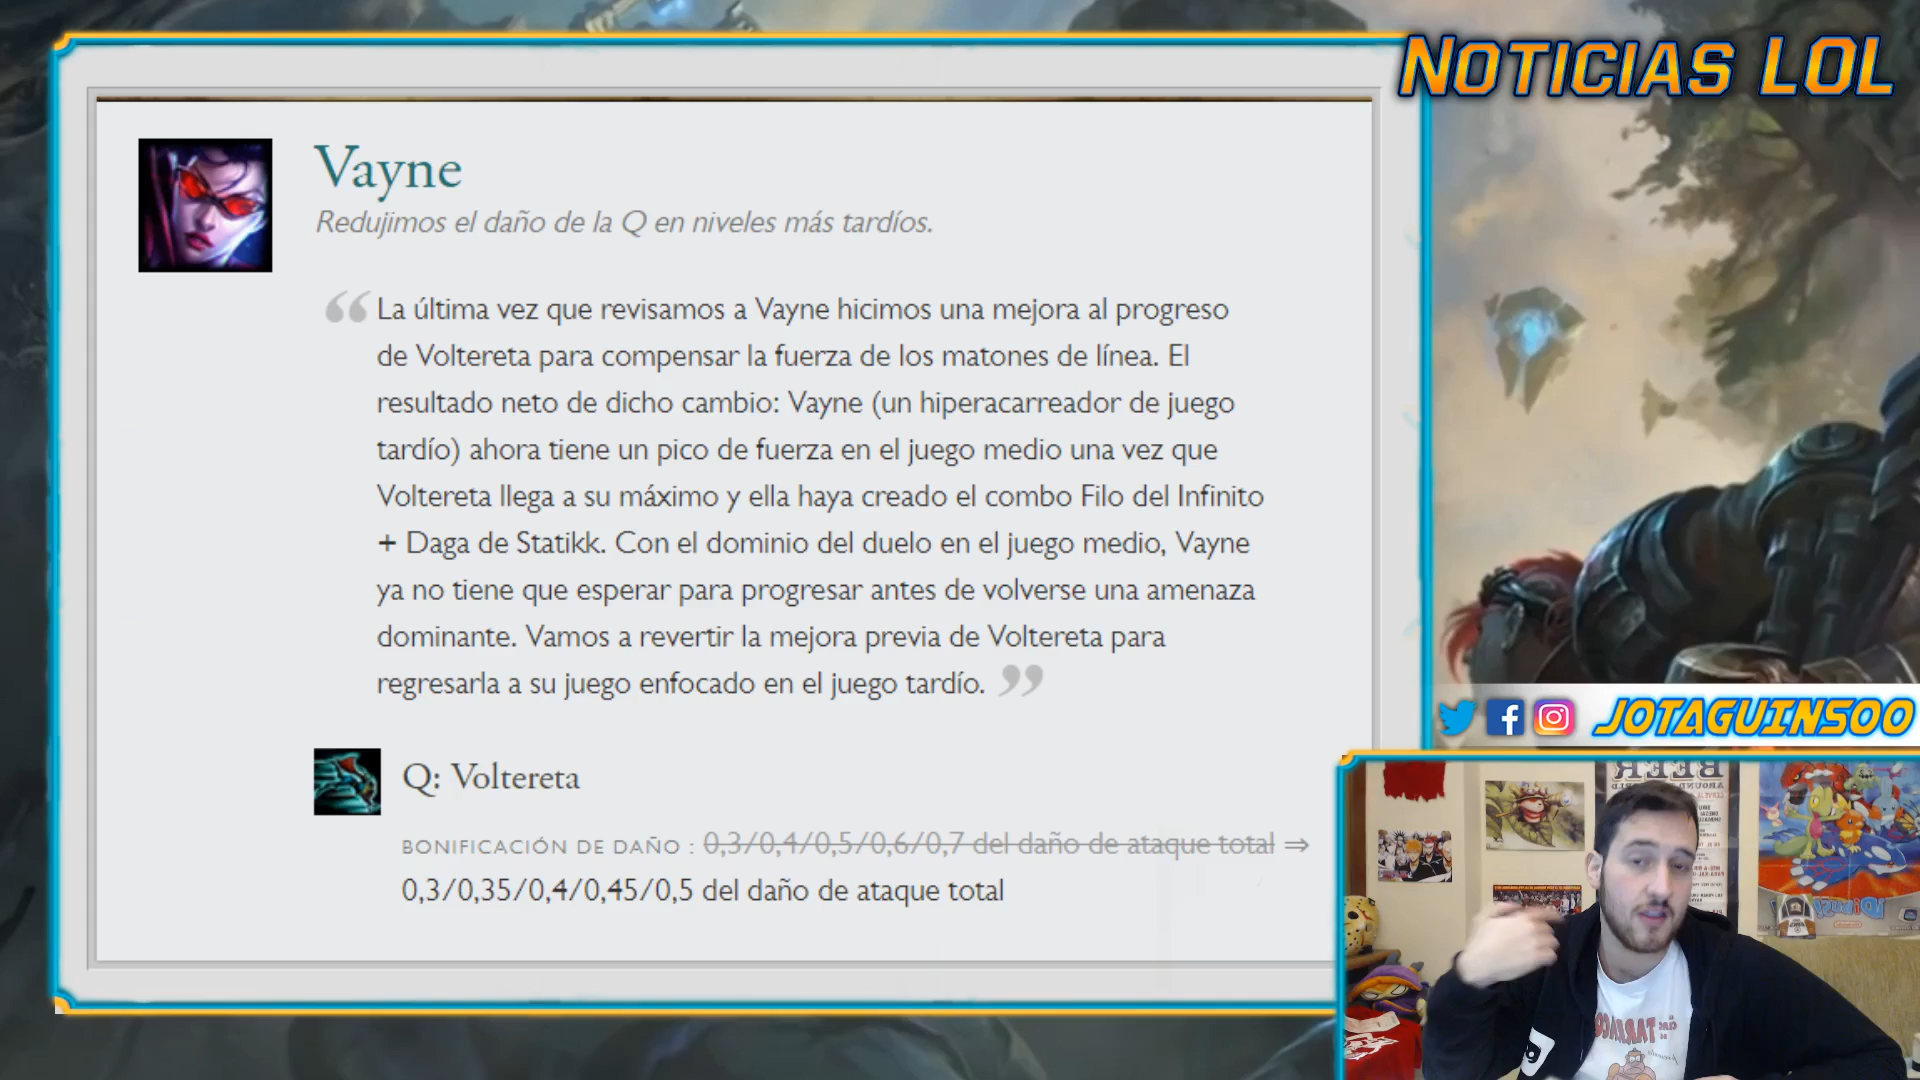 NOTICIAS LOL
Vayne
Redujimos el daño de la Q en niveles más tardíos.
“ La última vez que revisamos a Vayne hicimos una mejora al progreso
de Voltereta para compensar la fuerza de los matones de línea. El
resultado neto de dicho cambio: Vayne (un hiperacarreador de juego
tardío) ahora tiene un pico de fuerza en el juego medio una vez que
Voltereta llega a su máximo y ella haya creado el combo Filo del Infinito
+ Daga de Statikk. Con el dominio del duelo en el juego medio, Vayne
ya no tiene que esperar para progresar antes de volverse una amenaza
dominante. Vamos a revertir la mejora previa de Voltereta para
regresarla a su juego enfocado en el juego tardío. ”
Q: Voltereta
BONIFICACIÓN DE DAÑO : 0,3/0,4/0,5/0,6/0,7 del daño de ataque total ⇒
0,3/0,35/0,4/0,45/0,5 del daño de ataque total
JOTAGUINSOO
BEER
AROUND